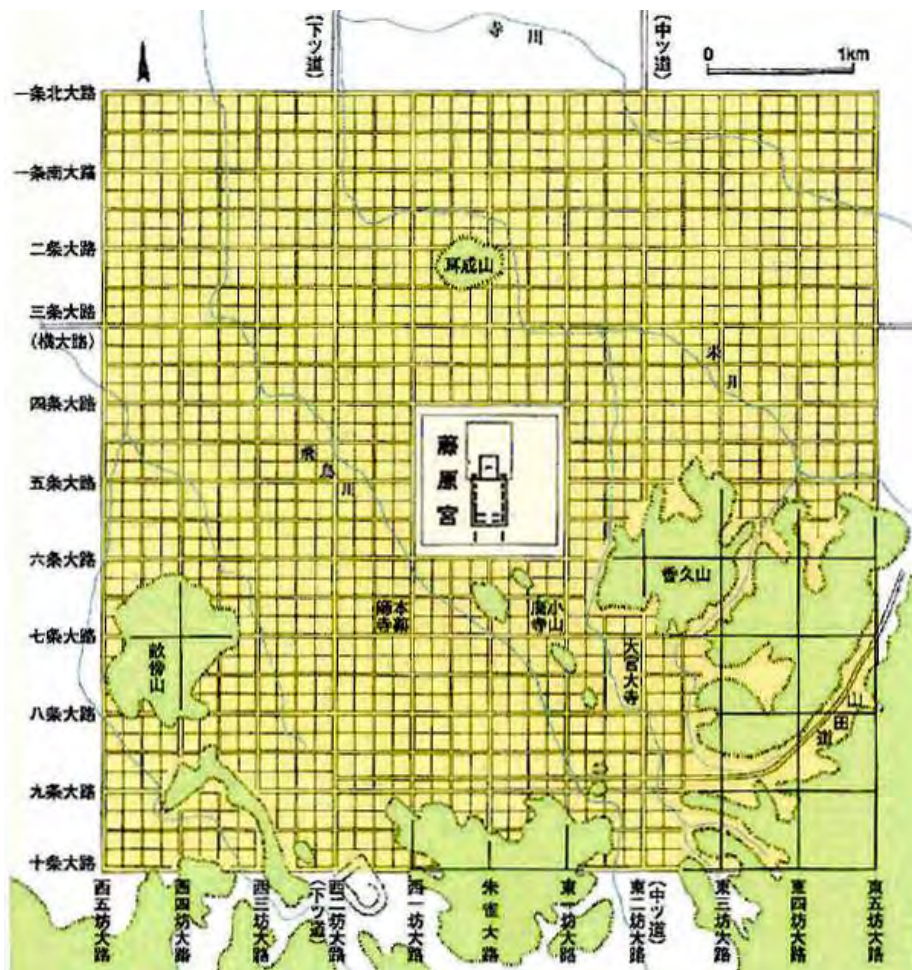 (下ツ道)
寺川
(中ツ道)
0 1km
一条北大路
一条南大路
二条大路
耳成山
三条大路
(横大路)
米川
四条大路
藤原宮
飛鳥川
五条大路
六条大路
香久山
本薬師寺
小山廃寺
七条大路
畝傍山
大官大寺
八条大路
山田道
九条大路
十条大路
西五坊大路
西四坊大路
西三坊大路
(下ツ道)
西二坊大路
西一坊大路
朱雀大路
東一坊大路
東二坊大路
(中ツ道)
東三坊大路
東四坊大路
東五坊大路